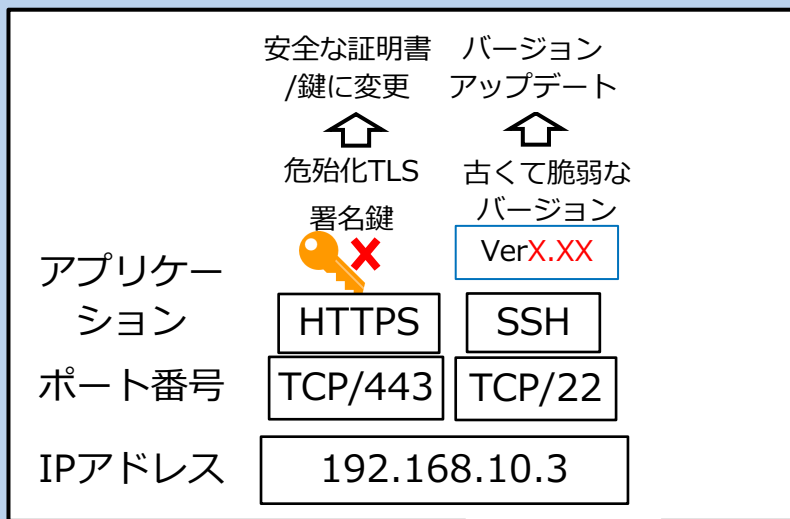 安全な証明書
/鍵に変更
バージョン
アップデート
危殆化TLS
署名鍵
古くて脆弱な
バージョン
VerX.XX
アプリケー
ション
HTTPS
SSH
ポート番号
TCP/443
TCP/22
IPアドレス
192.168.10.3